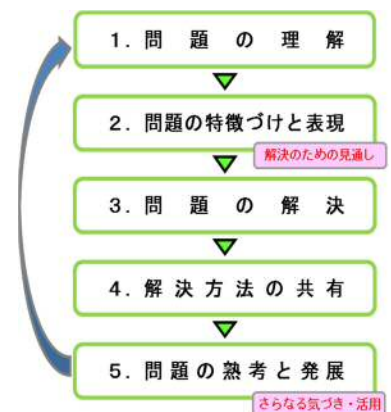 1. 問題の理解
2. 問題の特徴づけと表現
解決のための見通し
3. 問題の解決
4. 解決方法の共有
5. 問題の熟考と発展
さらなる気づき・活用